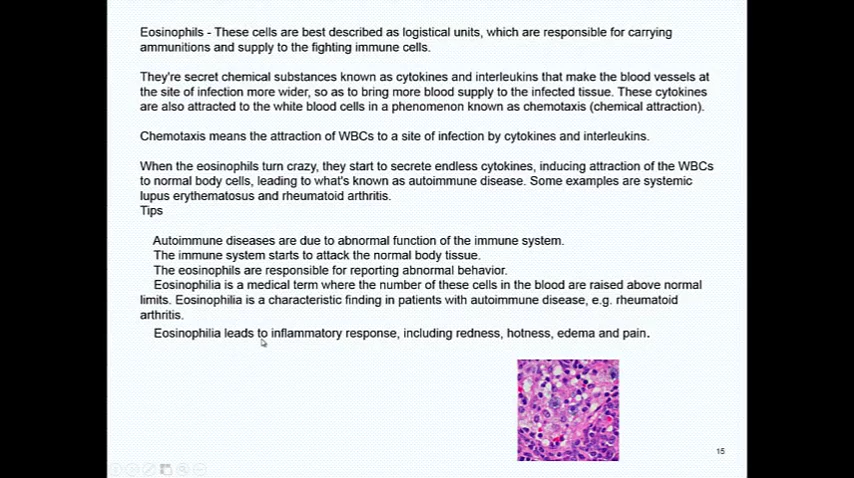 Eosinophils - These cells are best described as logistical units, which are responsible for carrying
ammunitions and supply to the fighting immune cells.
They're secret chemical substances known as cytokines and interleukins that make the blood vessels at
the site of infection more wider, so as to bring more blood supply to the infected tissue. These cytokines
are also attracted to the white blood cells in a phenomenon known as chemotaxis (chemical attraction).
Chemotaxis means the attraction of WBCs to a site of infection by cytokines and interleukins.
When the eosinophils turn crazy, they start to secrete endless cytokines, inducing attraction of the WBCs
to normal body cells, leading to what's known as autoimmune disease. Some examples are systemic
lupus erythematosus and rheumatoid arthritis.
Tips
Autoimmune diseases are due to abnormal function of the immune system.
The immune system starts to attack the normal body tissue.
The eosinophils are responsible for reporting abnormal behavior.
Eosinophilia is a medical term where the number of these cells in the blood are raised above normal
limits. Eosinophilia is a characteristic finding in patients with autoimmune disease, e.g. rheumatoid
arthritis.
Eosinophilia leads to inflammatory response, including redness, hotness, edema and pain.
15